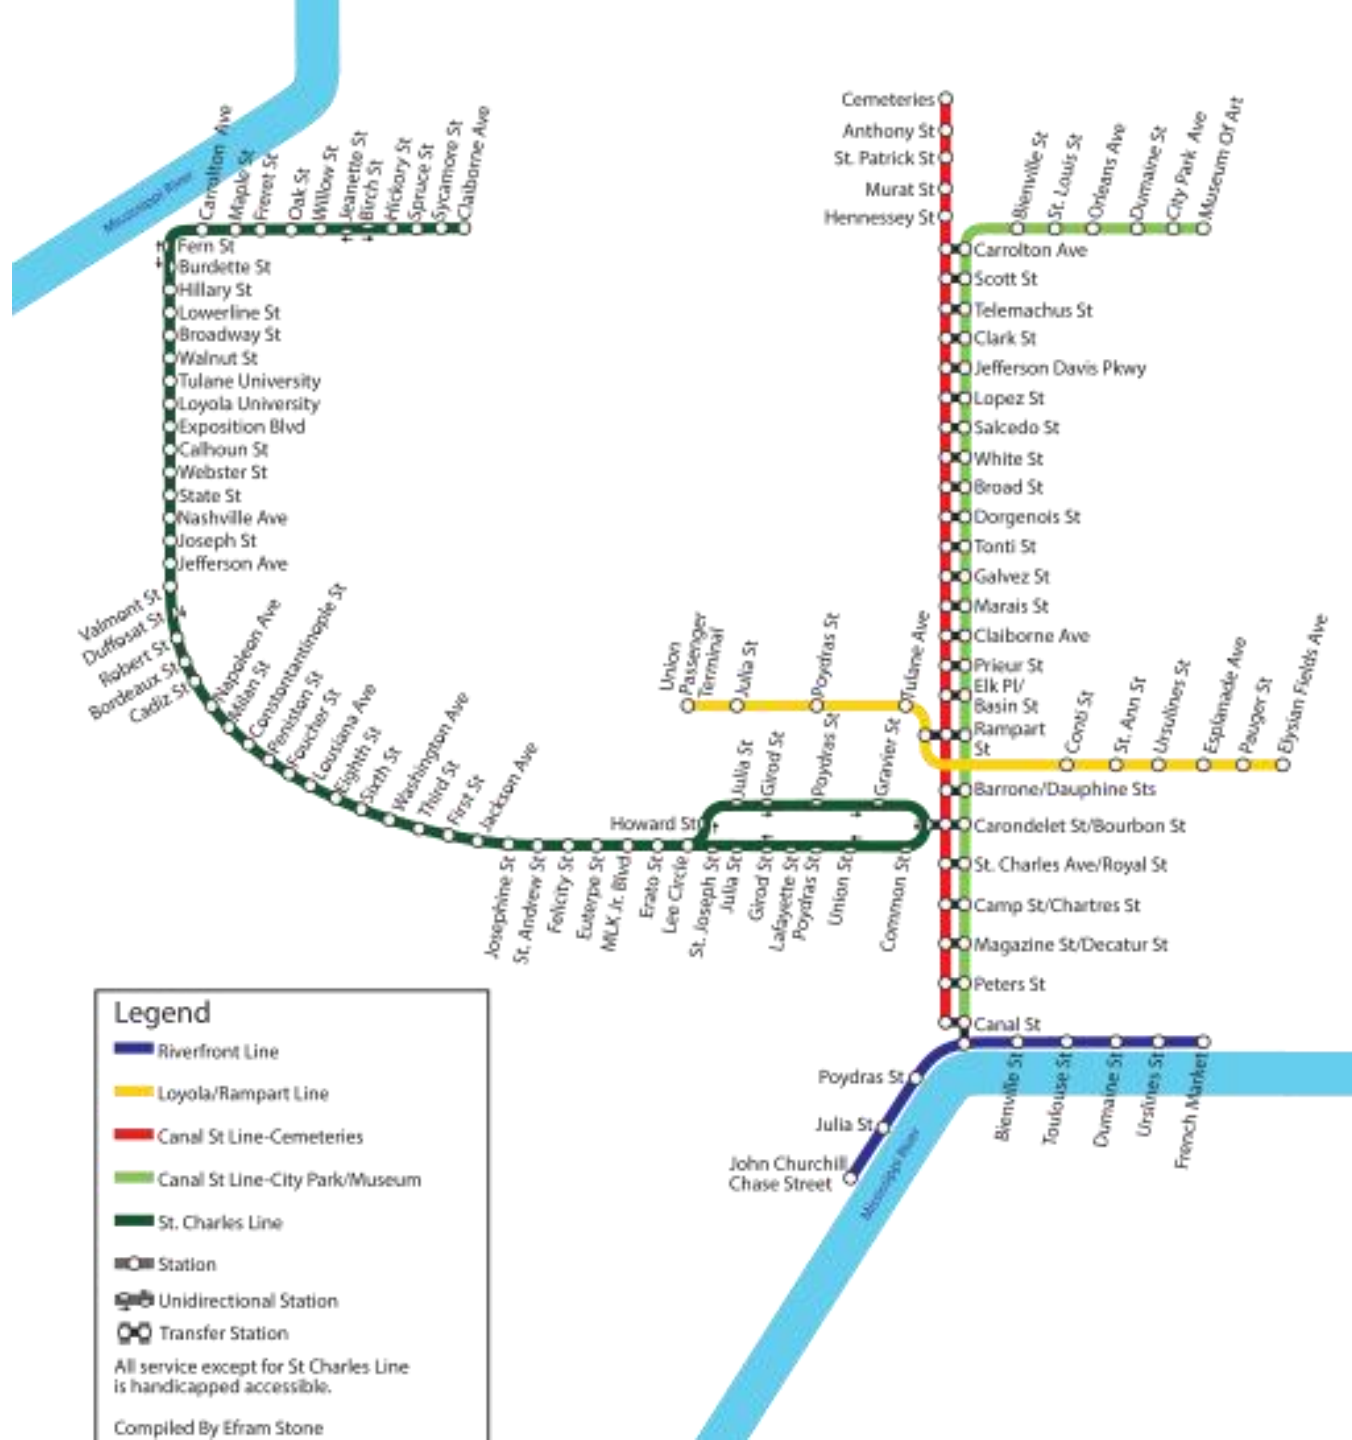 Mississippi River
Carrolton Ave
Maple St
Freret St
Oak St
Willow St
Jeanette St
Birch St
Hickory St
Spruce St
Sycamore St
Claiborne Ave
Fern St
Burdette St
Hillary St
Lowerline St
Broadway St
Walnut St
Tulane University
Loyola University
Exposition Blvd
Calhoun St
Webster St
State St
Nashville Ave
Joseph St
Jefferson Ave
Valmont St
Duffosat St
Robert St
Bordeaux St
Cadiz St
Napoleon Ave
Milan St
Constontantinople St
Peniston St
Foucher St
Lousiana Ave
Eighth St
Sixth St
Washington Ave
Third St
First St
Jackson Ave
Josephine St
St. Andrew St
Felicity St
Euterpe St
MLK Jr. Blvd
Erato St
Lee Circle
Howard St
St. Joseph St
Julia St
Girod St
Lafayette St
Poydras St
Union St
Common St
Julia St
Girod St
Poydras St
Gravier St
Union
Passenger
Terminal
Julia St
Poydras St
Tulane Ave
Cemeteries
Anthony St
St. Patrick St
Murat St
Hennessey St
Bienville St
St. Louis St
Orleans Ave
Dumaine St
City Park Ave
Museum Of Art
Carrolton Ave
Scott St
Telemachus St
Clark St
Jefferson Davis Pkwy
Lopez St
Salcedo St
White St
Broad St
Dorgenois St
Tonti St
Galvez St
Marais St
Claiborne Ave
Prieur St
Elk Pl/
Basin St
Rampart
St
Conti St
St. Ann St
Ursulines St
Esplanade Ave
Pauger St
Elysian Fields Ave
Barrone/Dauphine Sts
Carondelet St/Bourbon St
St. Charles Ave/Royal St
Camp St/Chartres St
Magazine St/Decatur St
Peters St
Canal St
Poydras St
Julia St
John Churchill
Chase Street
Bienville St
Toulouse St
Dumaine St
Urslines St
French Market
Mississippi River
Legend
Riverfront Line
Loyola/Rampart Line
Canal St Line-Cemeteries
Canal St Line-City Park/Museum
St. Charles Line
Station
Unidirectional Station
Transfer Station
All service except for St Charles Line
is handicapped accessible.
Compiled By Efram Stone